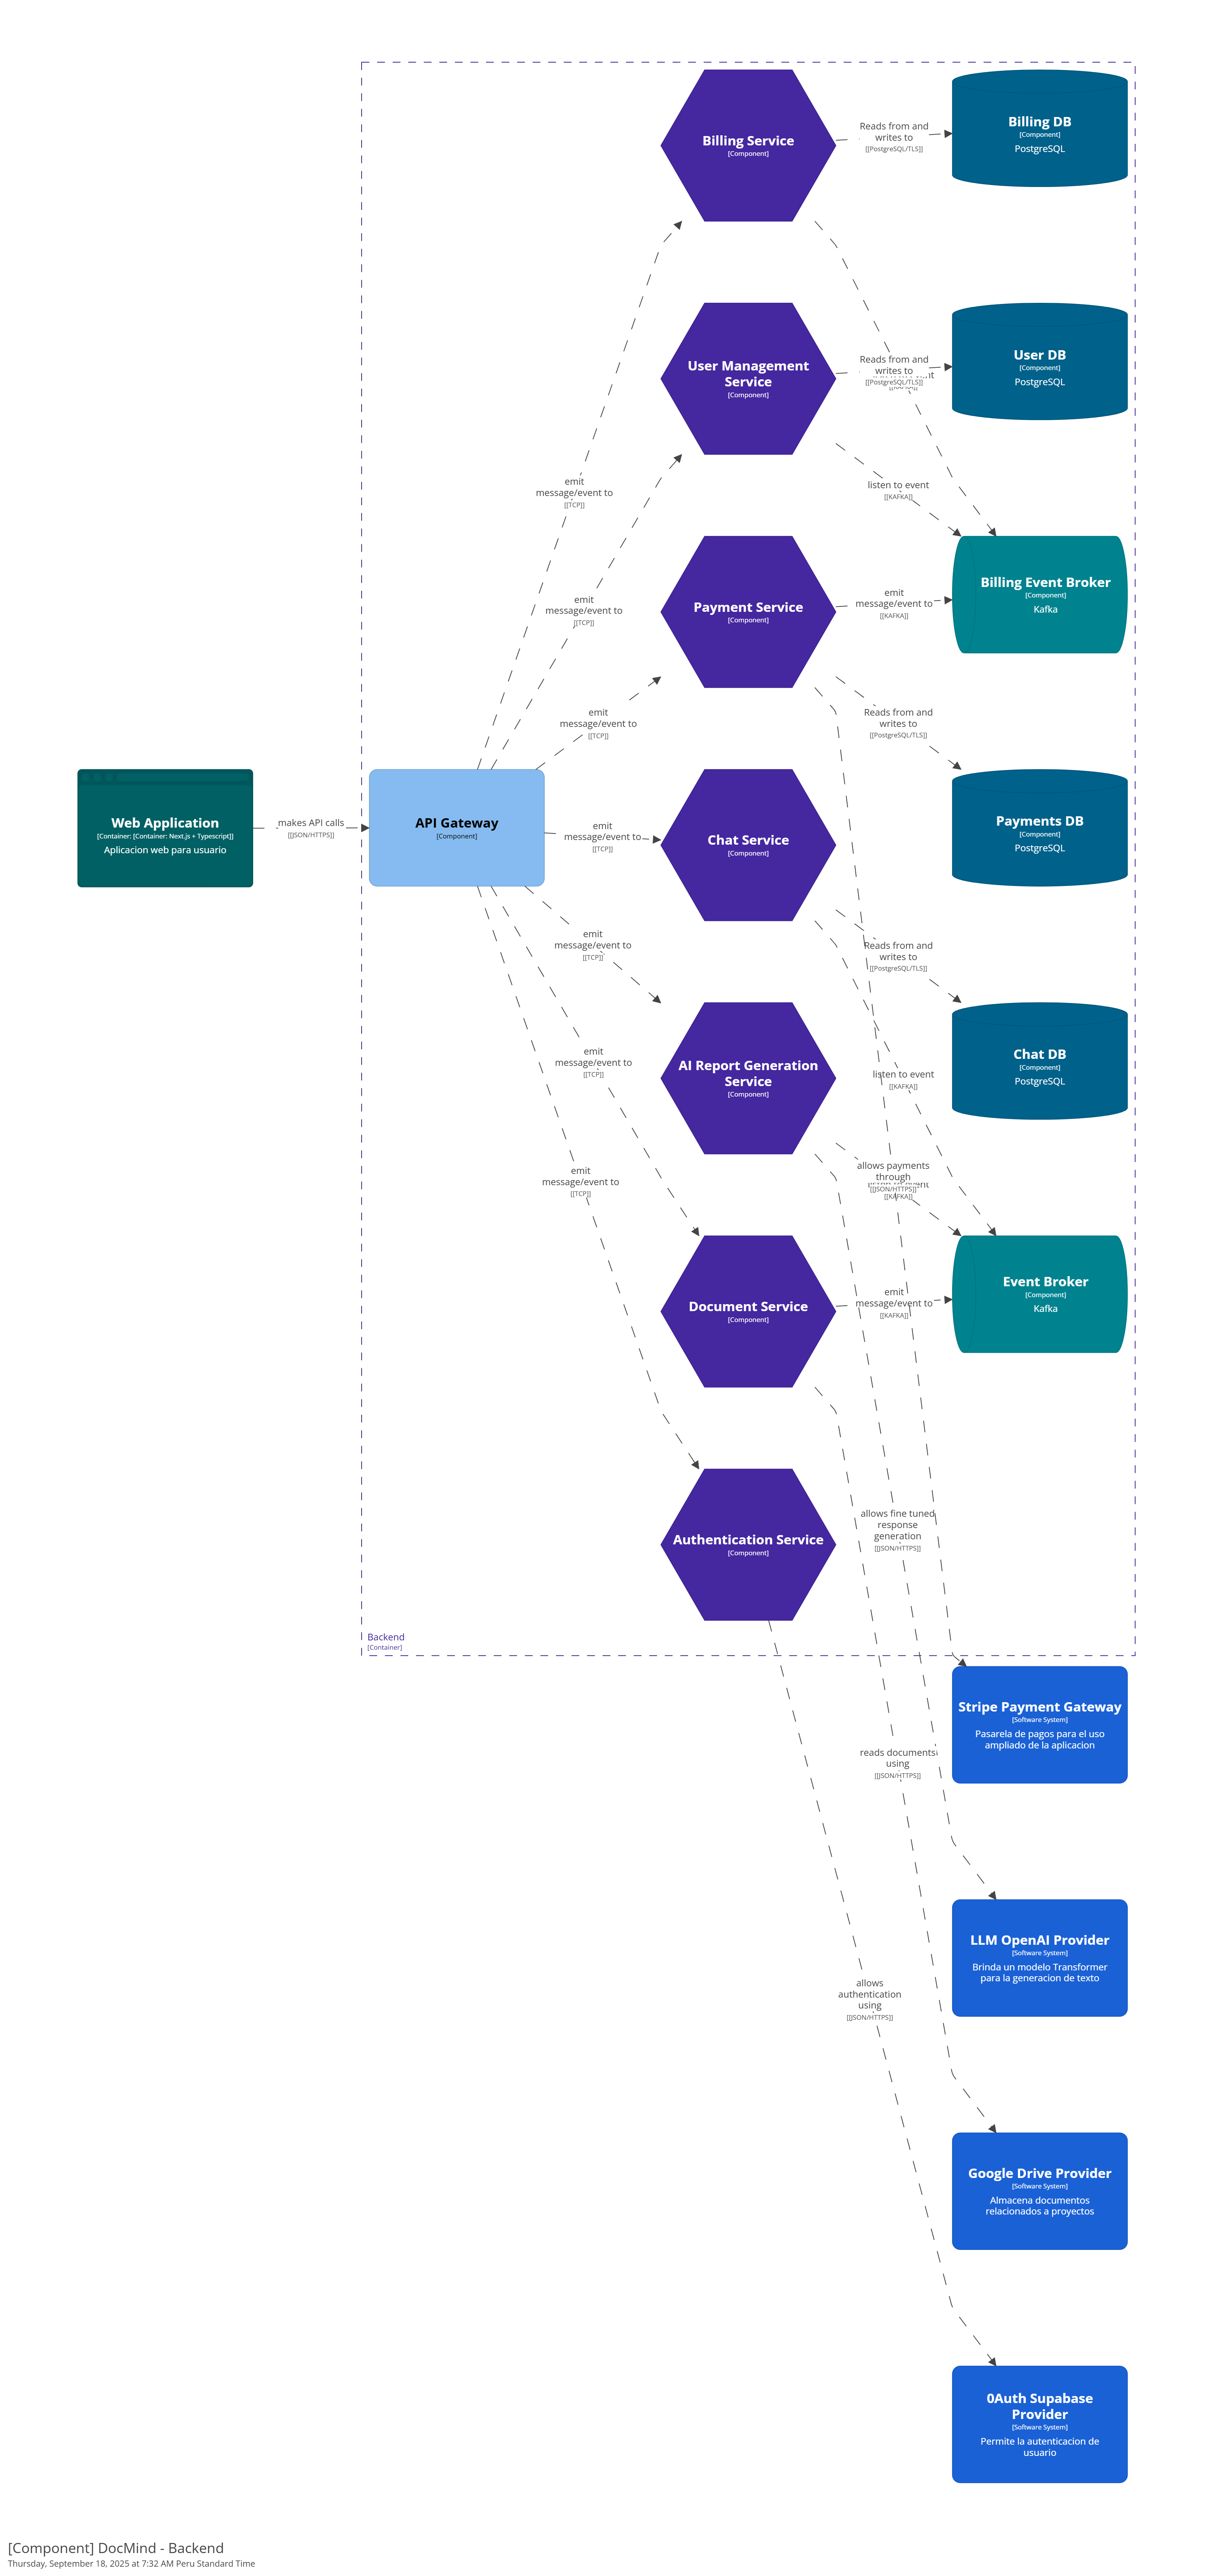 Billing Service
[Component]
Reads from and
writes to
[[PostgreSQL/TLS]]
Billing DB
[Component]
PostgreSQL
User Management
Service
[Component]
Reads from and
writes to
[[PostgreSQL/TLS]]
User DB
[Component]
PostgreSQL
emit
message/event to
[[TCP]]
listen to event
[[KAFKA]]
Payment Service
[Component]
emit
message/event to
[[KAFKA]]
Billing Event Broker
[Component]
Kafka
emit
message/event to
[[TCP]]
emit
message/event to
[[TCP]]
Reads from and
writes to
[[PostgreSQL/TLS]]
Web Application
[Container: [Container: Next.js + Typescript]]
Aplicacion web para usuario
makes API calls
[[JSON/HTTPS]]
API Gateway
[Component]
emit
message/event to
[[TCP]]
Chat Service
[Component]
Payments DB
[Component]
PostgreSQL
emit
message/event to
[[TCP]]
Reads from and
writes to
[[PostgreSQL/TLS]]
emit
message/event to
[[TCP]]
AI Report Generation
Service
[Component]
listen to event
[[KAFKA]]
Chat DB
[Component]
PostgreSQL
emit
message/event to
[[TCP]]
allows payments
through
[[JSON/HTTPS]]
[[KAFKA]]
Document Service
[Component]
emit
message/event to
[[KAFKA]]
Event Broker
[Component]
Kafka
Authentication Service
[Component]
allows fine tuned
response
generation
[[JSON/HTTPS]]
Backend
[Container]
Stripe Payment Gateway
[Software System]
Pasarela de pagos para el uso
ampliado de la aplicacion
reads documents
using
[[JSON/HTTPS]]
LLM OpenAI Provider
[Software System]
Brinda un modelo Transformer
para la generacion de texto
allows
authentication
using
[[JSON/HTTPS]]
Google Drive Provider
[Software System]
Almacena documentos
relacionados a proyectos
0Auth Supabase
Provider
[Software System]
Permite la autenticacion de
usuario
[Component] DocMind - Backend
Thursday, September 18, 2025 at 7:32 AM Peru Standard Time